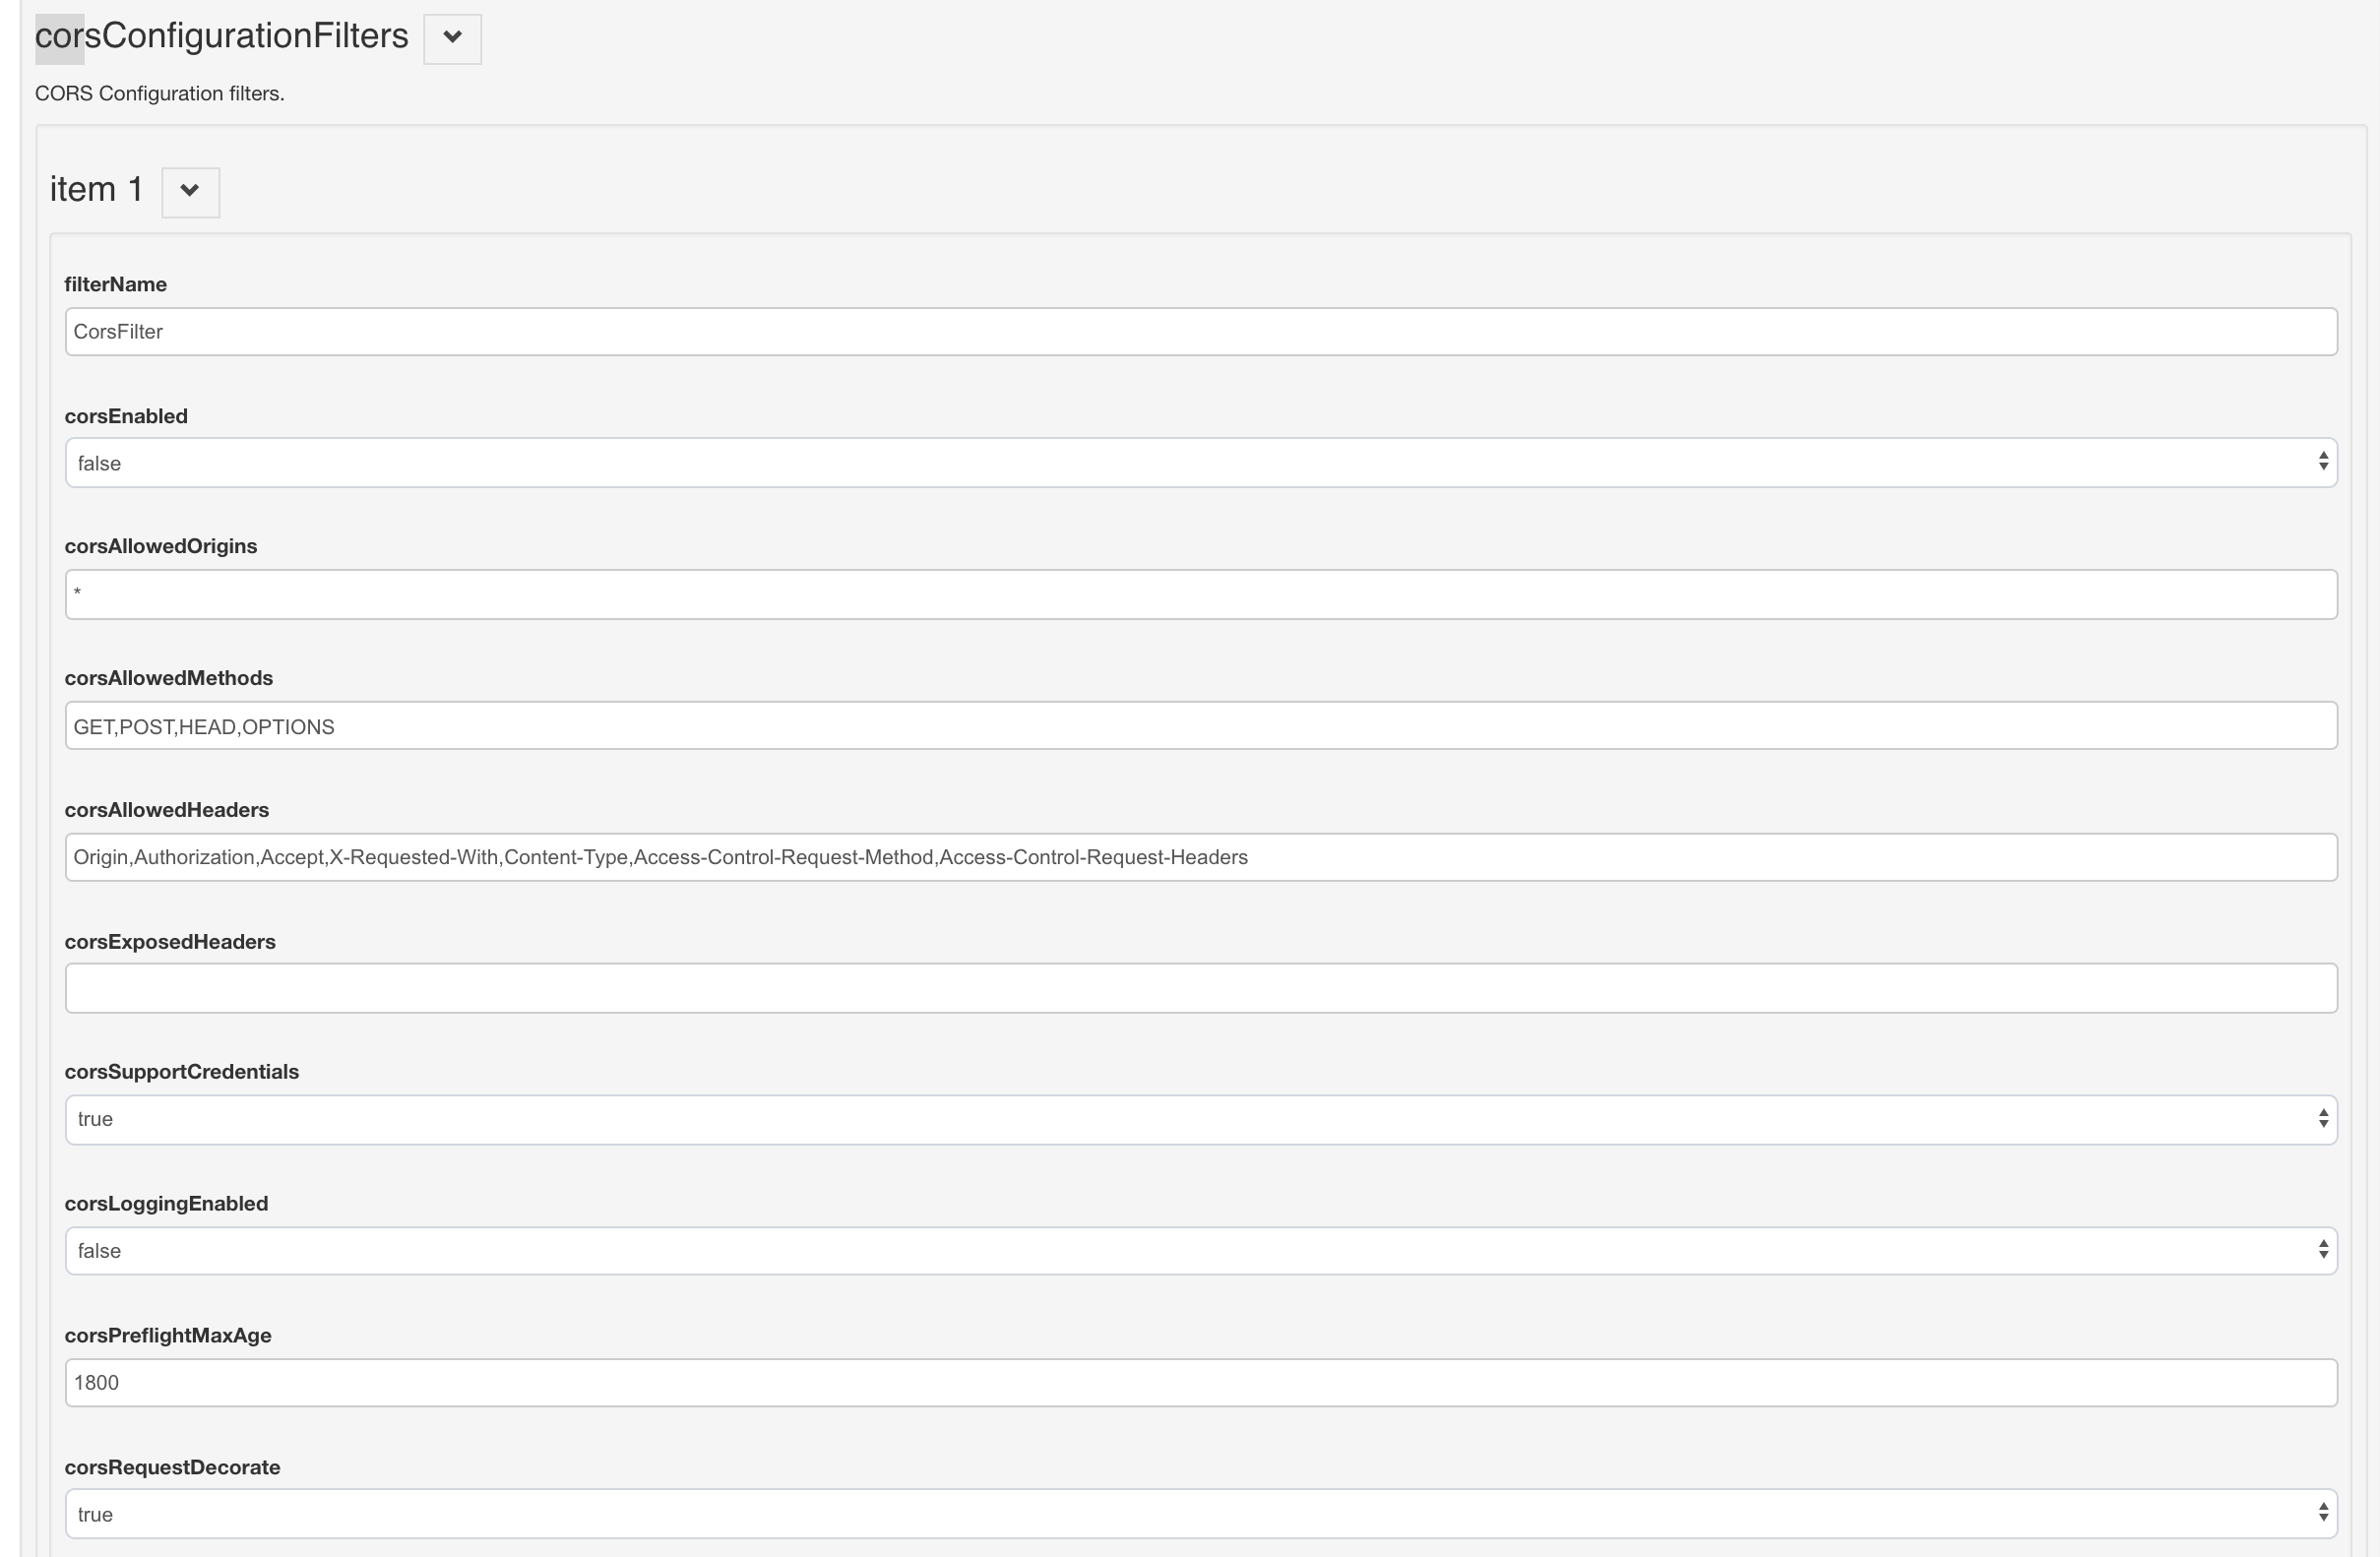 corsConfigurationFilters
CORS Configuration filters.
item 1
filterName
CorsFilter
corsEnabled
false
corsAllowedOrigins
*
corsAllowedMethods
GET,POST,HEAD,OPTIONS
corsAllowedHeaders
Origin,Authorization,Accept,X-Requested-With,Content-Type,Access-Control-Request-Method,Access-Control-Request-Headers
corsExposedHeaders
corsSupportCredentials
true
corsLoggingEnabled
false
corsPreflightMaxAge
1800
corsRequestDecorate
true